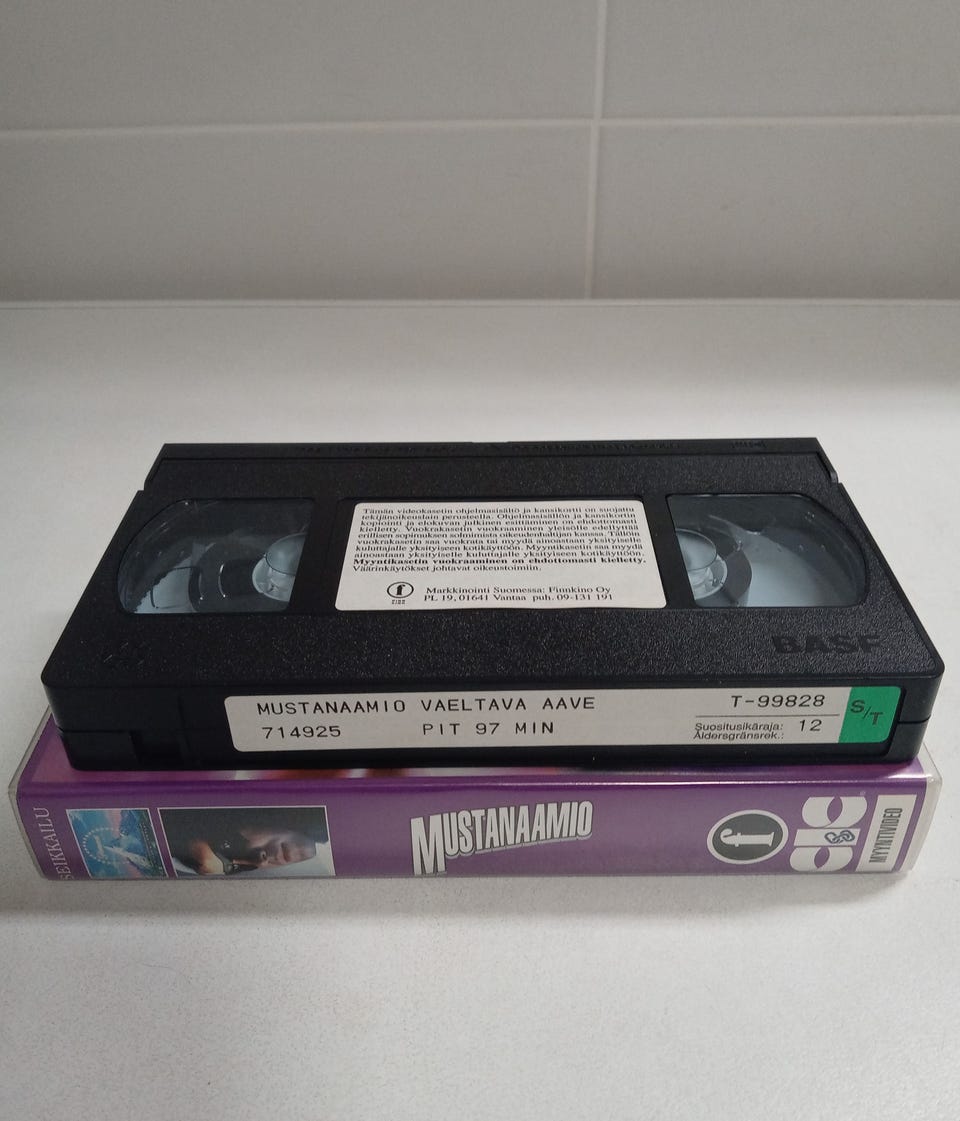 Tämän videokasetin ohjelmasisältö ja kansikortti on suojattu
tekijänoikeuslain perusteella. Ohjelmasisällön ja kansikortin
kopiointi ja elokuvan julkinen esittäminen on ehdottomasti
kielletty. Vuokrakasetin vuokraaminen yleisölle edellyttää
erillisen sopimuksen solmimista oikeudenhaltijan kanssa. Tällöin
vuokrakasetin saa vuokrata tai myydä ainoastaan yksityiselle
kuluttajalle yksityiseen kotikäyttöön. Myyntikasetin saa myydä
ainoastaan yksityiselle kuluttajalle yksityiseen kotikäyttöön.
Myyntikasetin vuokraaminen on ehdottomasti kielletty.
Väärinkäytökset johtavat oikeustoimiin.
f
Markkinointi Suomessa: Finnkino Oy
PL 19, 01641 Vantaa puh. 09-131 191
BASF
MUSTANAAMIO VAELTAVA AAVE
714925 PIT 97 MIN
T-99828
Suositusikäraja: 12
Åldersgränsrek.:
S/T
SEIKKAILU
MUSTANAAMIO
f
CIC
MYYNTIVIDEO